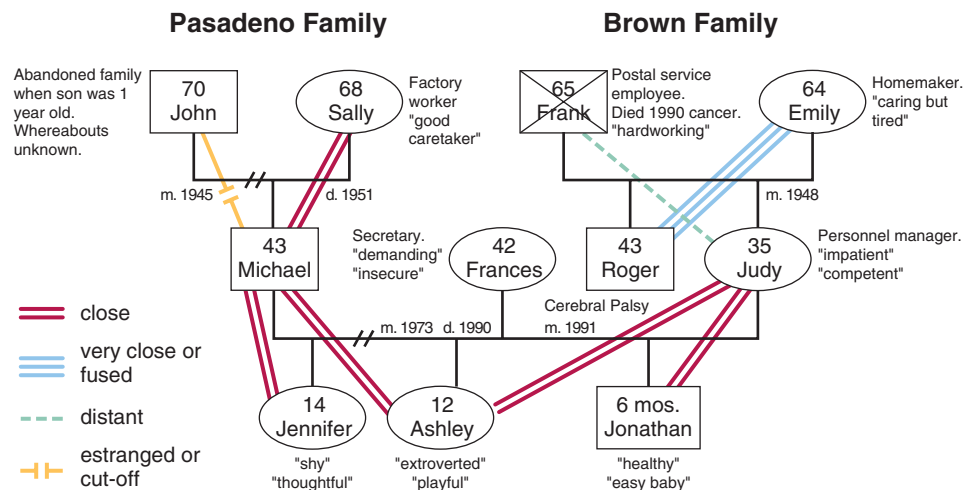 Pasadeno Family
Brown Family
Abandoned family
when son was 1
year old.
Whereabouts
unknown.
70
John
68
Sally
Factory
worker
"good
caretaker"
65
Frank
Postal service
employee.
Died 1990 cancer.
"hardworking"
64
Emily
Homemaker.
"caring but
tired"
m. 1945
d. 1951
m. 1948
43
Michael
Secretary.
"demanding"
"insecure"
42
Frances
43
Roger
35
Judy
Personnel manager.
"impatient"
"competent"
Cerebral Palsy
m. 1973
d. 1990
m. 1991
close
very close or
fused
distant
estranged or
cut-off
14
Jennifer
12
Ashley
6 mos.
Jonathan
"shy"
"thoughtful"
"extroverted"
"playful"
"healthy"
"easy baby"